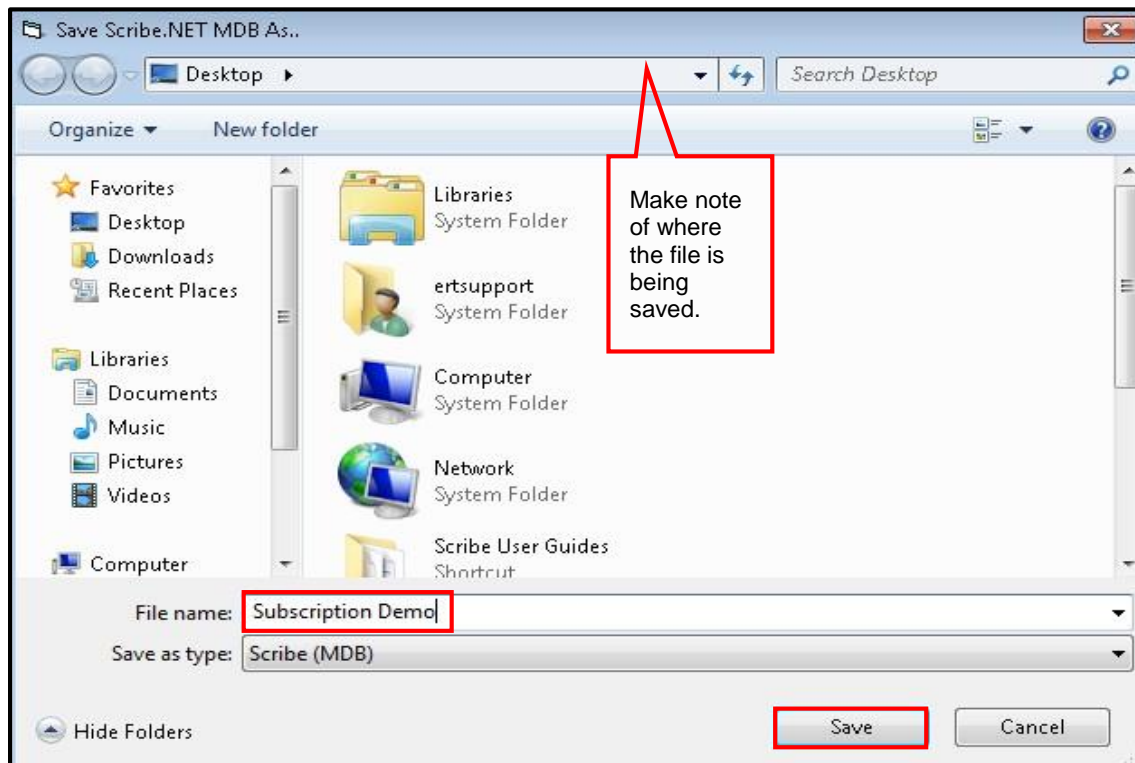 Save Scribe.NET MDB As..
Desktop
Search Desktop
Organize
New folder
Favorites
Desktop
Downloads
Recent Places
Libraries
Documents
Music
Pictures
Videos
Computer
Libraries
System Folder
ertsupport
System Folder
Computer
System Folder
Network
System Folder
Scribe User Guides
Shortcut
Make note
of where
the file is
being
saved.
File name: Subscription Demo
Save as type: Scribe (MDB)
Hide Folders
Save
Cancel